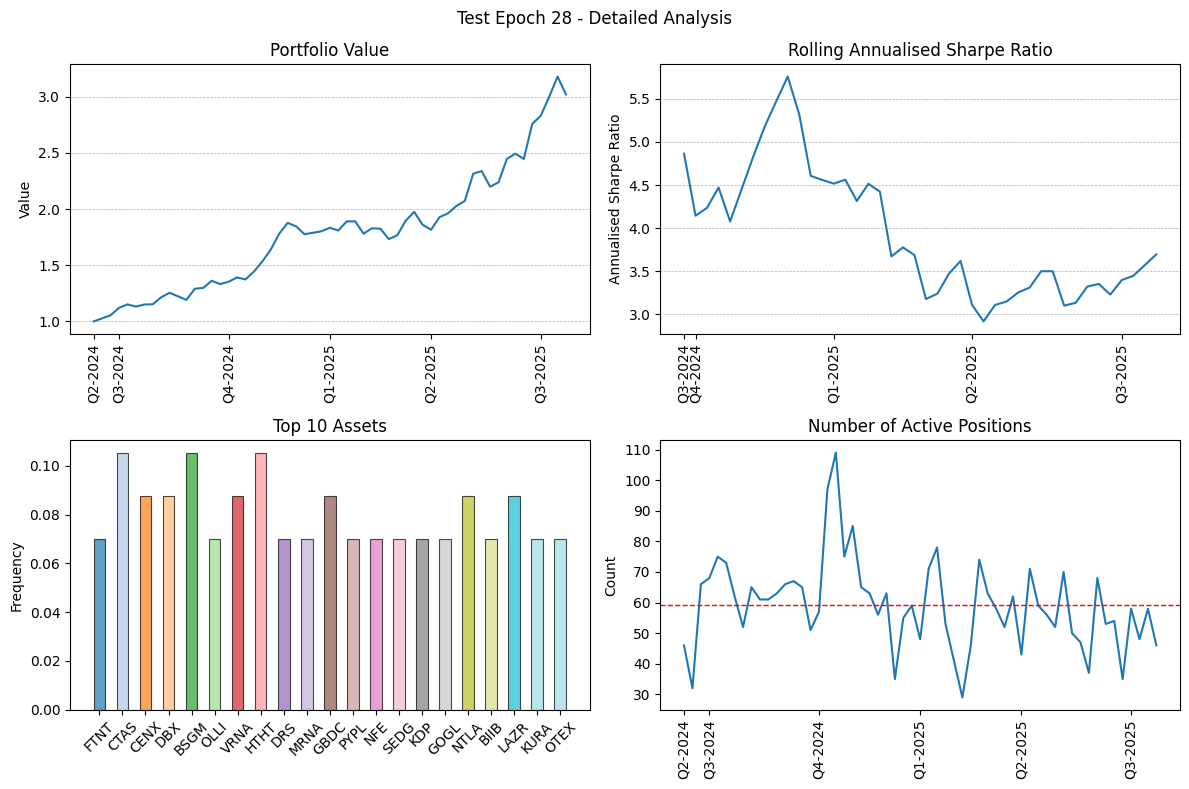 Test Epoch 28 - Detailed Analysis
Portfolio Value
Value
3.0
2.5
2.0
1.5
1.0
Q2-2024
Q3-2024
Q4-2024
Q1-2025
Q2-2025
Q3-2025
Rolling Annualised Sharpe Ratio
Annualised Sharpe Ratio
5.5
5.0
4.5
4.0
3.5
3.0
Q3-2024
Q4-2024
Q1-2025
Q2-2025
Q3-2025
Top 10 Assets
Frequency
0.10
0.08
0.06
0.04
0.02
0.00
FTNT
CTAS
CENX
DBX
BSGM
OLLI
VRNA
HTHT
DRS
MRNA
GBDC
PYPL
NFE
SEDG
KDP
GOGL
NTLA
BIIB
LAZR
KURA
OTEX
Number of Active Positions
Count
110
100
90
80
70
60
50
40
30
Q2-2024
Q3-2024
Q4-2024
Q1-2025
Q2-2025
Q3-2025